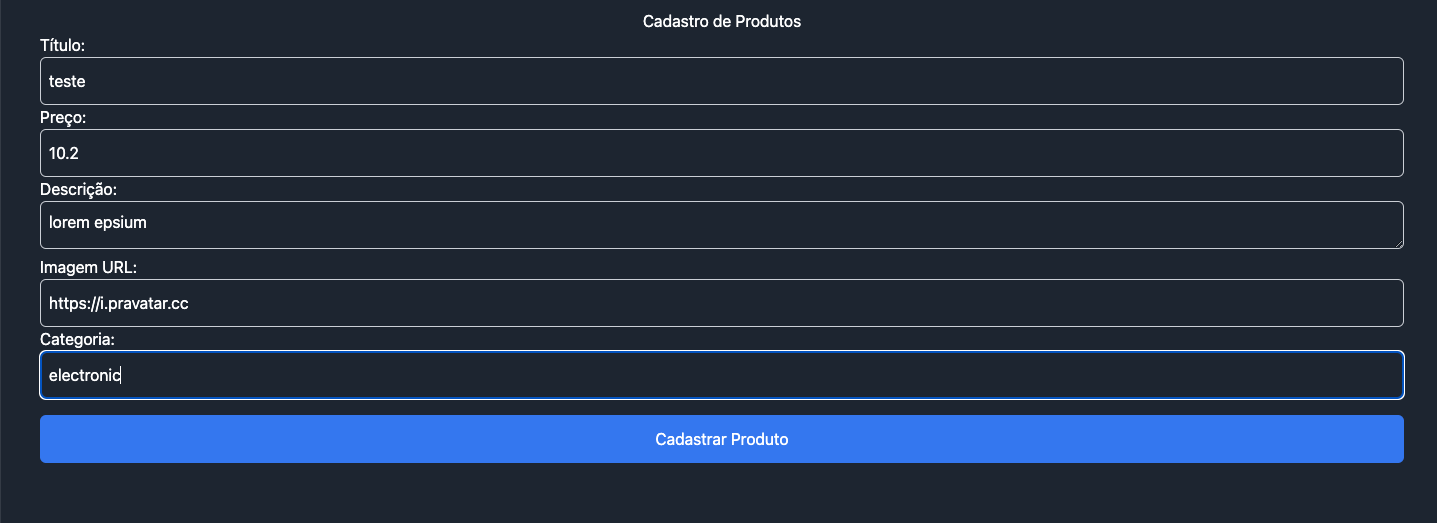 Cadastro de Produtos
Título:
teste
Preço:
10.2
Descrição:
lorem epsium
Imagem URL:
https://i.pravatar.cc
Categoria:
electronic
Cadastrar Produto